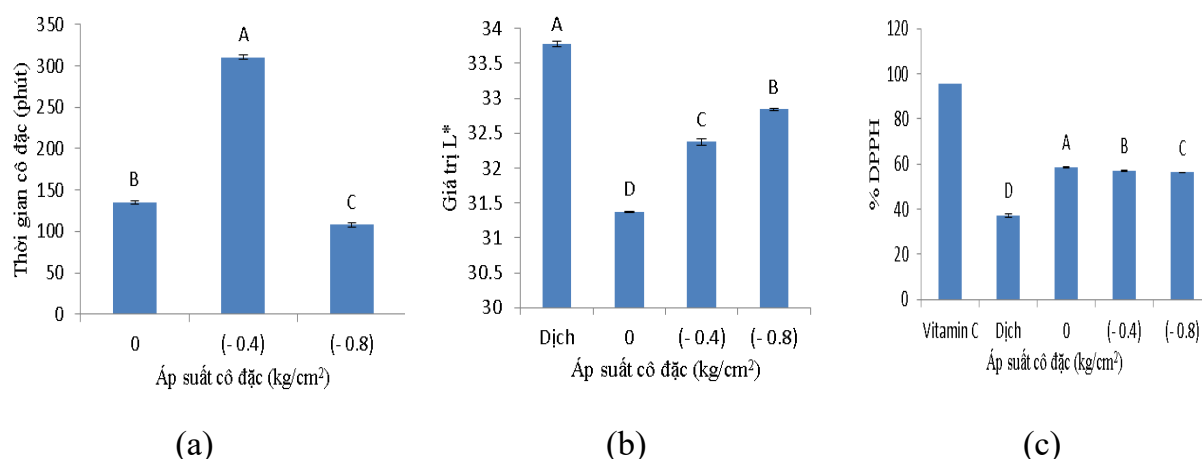 Thời gian cô đặc (phút)
350
300
250
200
150
100
50
0
A
B
C
0 (- 0.4) (- 0.8)
Áp suất cô đặc (kg/cm²)
(a)
Giá trị L*
34
33.5
33
32.5
32
31.5
31
30.5
30
A
B
C
D
Dịch 0 (- 0.4) (- 0.8)
Áp suất cô đặc (kg/cm²)
(b)
% DPPH
120
100
80
60
40
20
0
A B C
D
Vitamin C Dịch 0 (- 0.4) (- 0.8)
Áp suất cô đặc (kg/cm²)
(c)